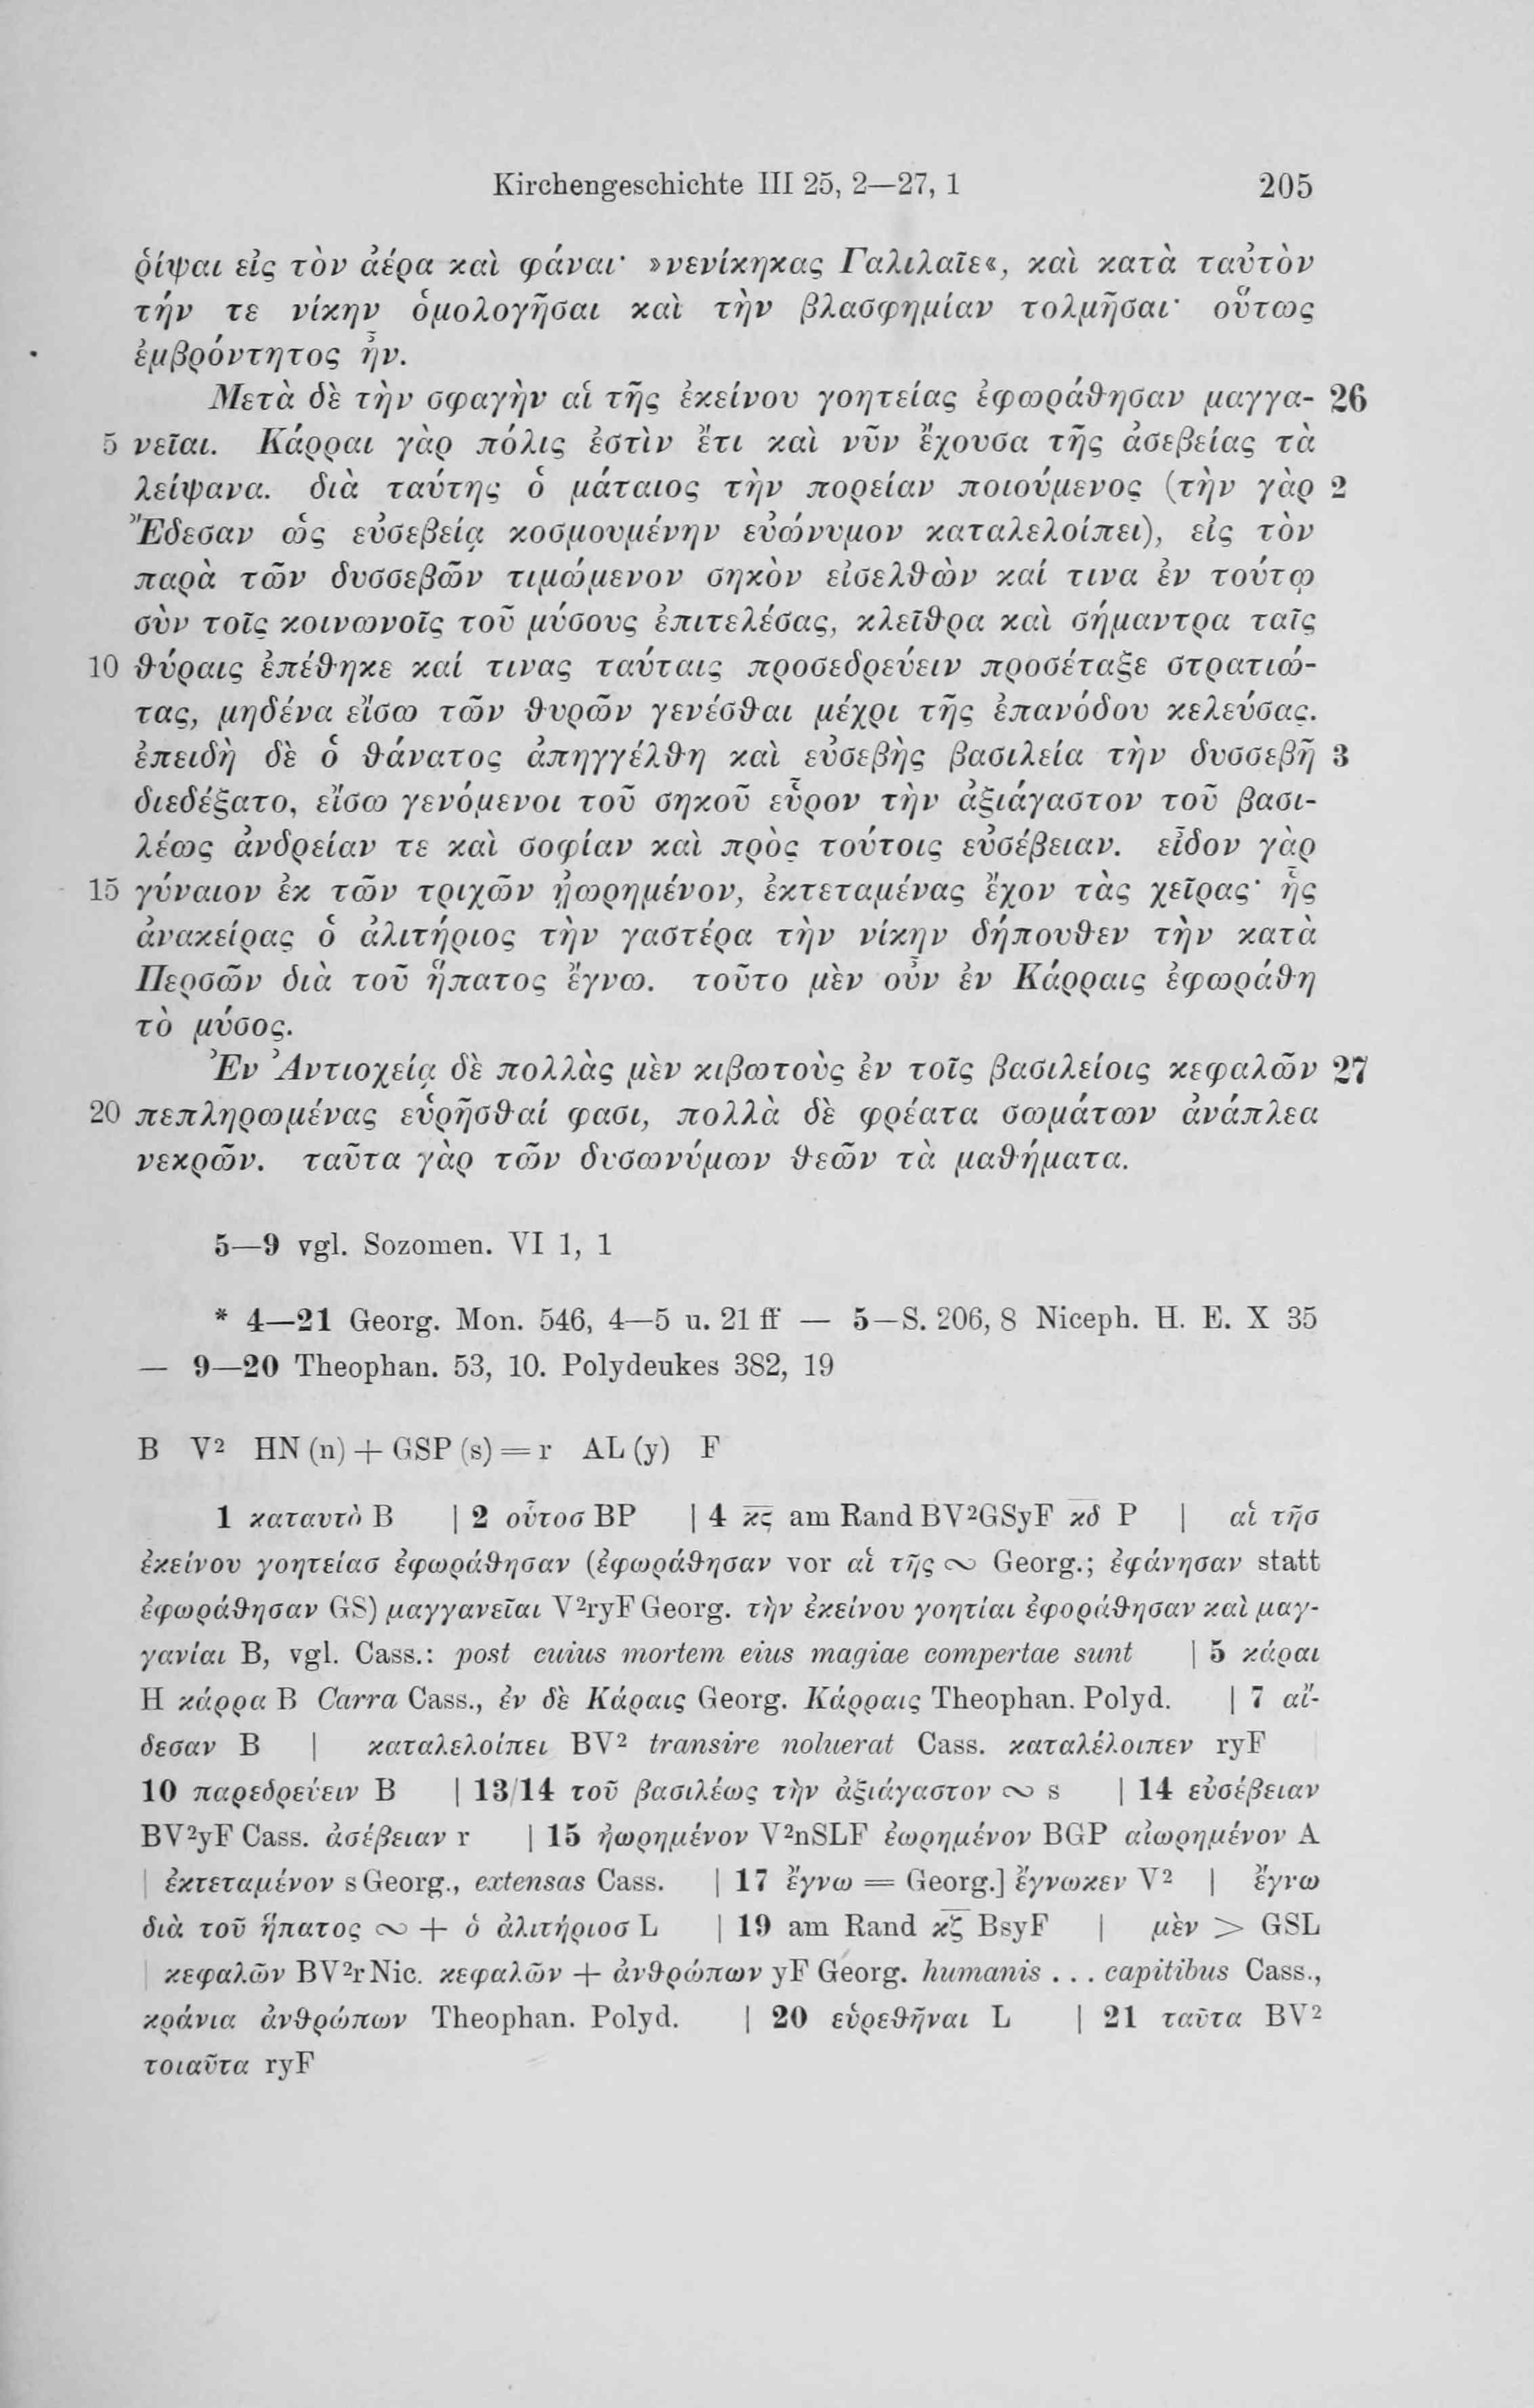 Kirchengeschichte III 25, 2—27, 1 205
ῥίψαι εἰς τὸν ἀέρα καὶ φάναι· »νενίκηκας Γαλιλαῖε«, καὶ κατὰ ταὐτὸν
τήν τε νίκην ὁμολογῆσαι καὶ τὴν βλασφημίαν τολμῆσαι· οὕτως
ἐμβρόντητος ἦν.
Μετὰ δὲ τὴν σφαγὴν αἱ τῆς ἐκείνου γοητείας ἐφωράθησαν μαγγα- 26
5 νεῖαι. Κάρραι γὰρ πόλις ἐστὶν ἔτι καὶ νῦν ἔχουσα τῆς ἀσεβείας τὰ
λείψανα. διὰ ταύτης ὁ μάταιος τὴν πορείαν ποιούμενος (τὴν γὰρ 2
Ἔδεσαν ὡς εὐσεβείᾳ κοσμουμένην εὐώνυμον καταλελοίπει), εἰς τὸν
παρὰ τῶν δυσσεβῶν τιμώμενον σηκὸν εἰσελθὼν καί τινα ἐν τούτῳ
σὺν τοῖς κοινωνοῖς τοῦ μύσους ἐπιτελέσας, κλεῖθρα καὶ σήμαντρα ταῖς
10 θύραις ἐπέθηκε καί τινας ταύταις προσεδρεύειν προσέταξε στρατιώ-
τας, μηδένα εἴσω τῶν θυρῶν γενέσθαι μέχρι τῆς ἐπανόδου κελεύσας.
ἐπειδὴ δὲ ὁ θάνατος ἀπηγγέλθη καὶ εὐσεβὴς βασιλεία τὴν δυσσεβῆ 3
διεδέξατο, εἴσω γενόμενοι τοῦ σηκοῦ εὗρον τὴν ἀξιάγαστον τοῦ βασι-
λέως ἀνδρείαν τε καὶ σοφίαν καὶ πρὸς τούτοις εὐσέβειαν. εἶδον γὰρ
15 γύναιον ἐκ τῶν τριχῶν ᾐωρημένον, ἐκτεταμένας ἔχον τὰς χεῖρας· ἧς
ἀνακείρας ὁ ἀλιτήριος τὴν γαστέρα τὴν νίκην δήπουθεν τὴν κατὰ
Περσῶν διὰ τοῦ ἥπατος ἔγνω. τοῦτο μὲν οὖν ἐν Κάρραις ἐφωράθη
τὸ μύσος.
Ἐν Ἀντιοχείᾳ δὲ πολλὰς μὲν κιβωτοὺς ἐν τοῖς βασιλείοις κεφαλῶν 27
20 πεπληρωμένας εὑρῆσθαί φασι, πολλὰ δὲ φρέατα σωμάτων ἀνάπλεα
νεκρῶν. ταῦτα γὰρ τῶν δυσωνύμων θεῶν τὰ μαθήματα.
5—9 vgl. Sozomen. VI 1, 1
* 4—21 Georg. Mon. 546, 4—5 u. 21 ff — 5—S. 206, 8 Niceph. H. E. X 35
— 9—20 Theophan. 53, 10. Polydeukes 382, 19
B V² HN (n) + GSP (s) = r AL (y) F
1 καταυτὸ B | 2 οὗτοσ BP | 4 κς̅ am Rand BV²GSyF κδ̅ P | αἱ τῆσ
ἐκείνου γοητείασ ἐφωράθησαν (ἐφωράθησαν vor αἱ τῆς ∾ Georg.; ἐφάνησαν statt
ἐφωράθησαν GS) μαγγανεῖαι V²ryF Georg. τὴν ἐκείνου γοητίαι ἐφοράθησαν καὶ μαγ-
γανίαι B, vgl. Cass.: post cuius mortem eius magiae compertae sunt | 5 κάραι
H κάρρα B Carra Cass., ἐν δὲ Κάραις Georg. Κάρραις Theophan. Polyd. | 7 αἵ-
δεσαν B | καταλελοίπει BV² transire noluerat Cass. καταλέλοιπεν ryF
10 παρεδρεύειν B | 13/14 τοῦ βασιλέως τὴν ἀξιάγαστον ∾ s | 14 εὐσέβειαν
BV²yF Cass. ἀσέβειαν r | 15 ἠωρημένον V²nSLF ἐωρημένον BGP αἰωρημένον A
| ἐκτεταμένον s Georg., extensas Cass. | 17 ἔγνω = Georg.] ἔγνωκεν V² | ἔγνω
διὰ τοῦ ἥπατος ∾ + ὁ ἀλιτήριοσ L | 19 am Rand κζ̅ BsyF | μὲν > GSL
| κεφαλῶν BV²r Nic. κεφαλῶν + ἀνθρώπων yF Georg. humanis . . . capitibus Cass.,
κράνια ἀνθρώπων Theophan. Polyd. | 20 εὑρεθῆναι L | 21 ταῦτα BV²
τοιαῦτα ryF